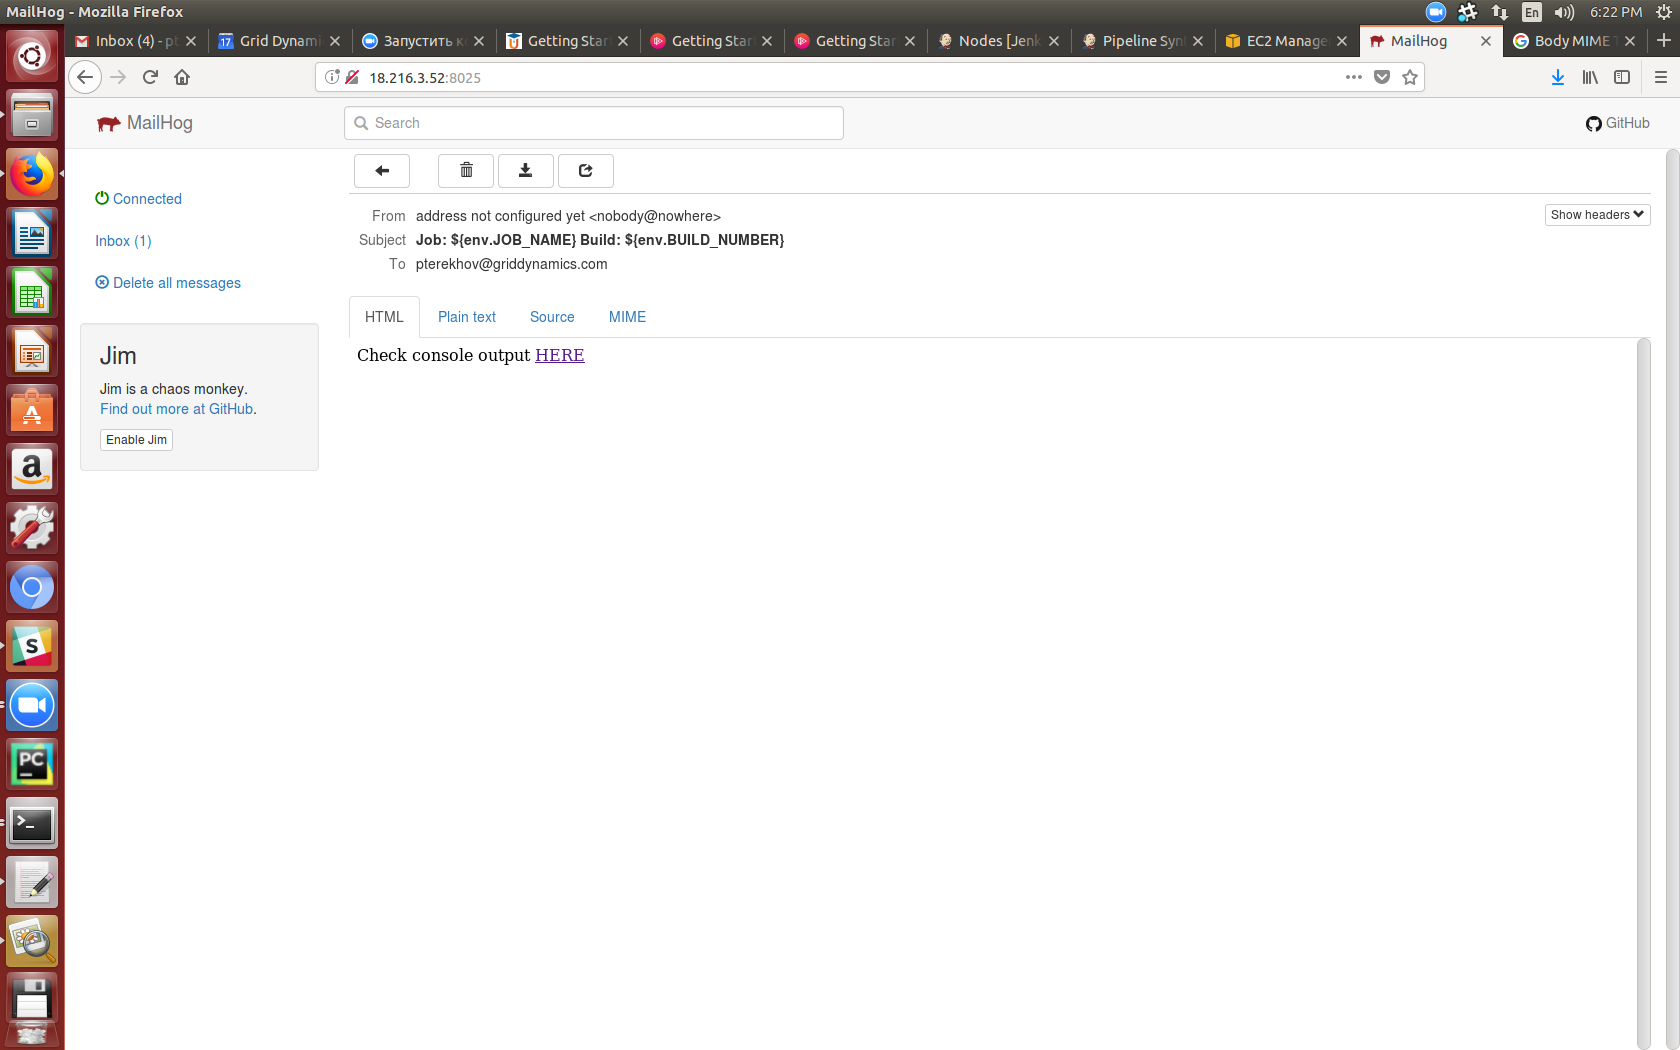 MailHog - Mozilla Firefox
En
6:22 PM
Inbox (4) - pt
17 Grid Dynami
Запустить к
Getting Star
Getting Star
Getting Star
Nodes [Jenk
Pipeline Syn
EC2 Manage
MailHog
Body MIME T
18.216.3.52:8025
MailHog
Search
GitHub
Connected
Inbox (1)
Delete all messages
Jim
Jim is a chaos monkey.
Find out more at GitHub.
Enable Jim
From address not configured yet <nobody@nowhere>
Show headers
Subject Job: ${env.JOB_NAME} Build: ${env.BUILD_NUMBER}
To pterekhov@griddynamics.com
HTML Plain text Source MIME
Check console output HERE
a
S
PC